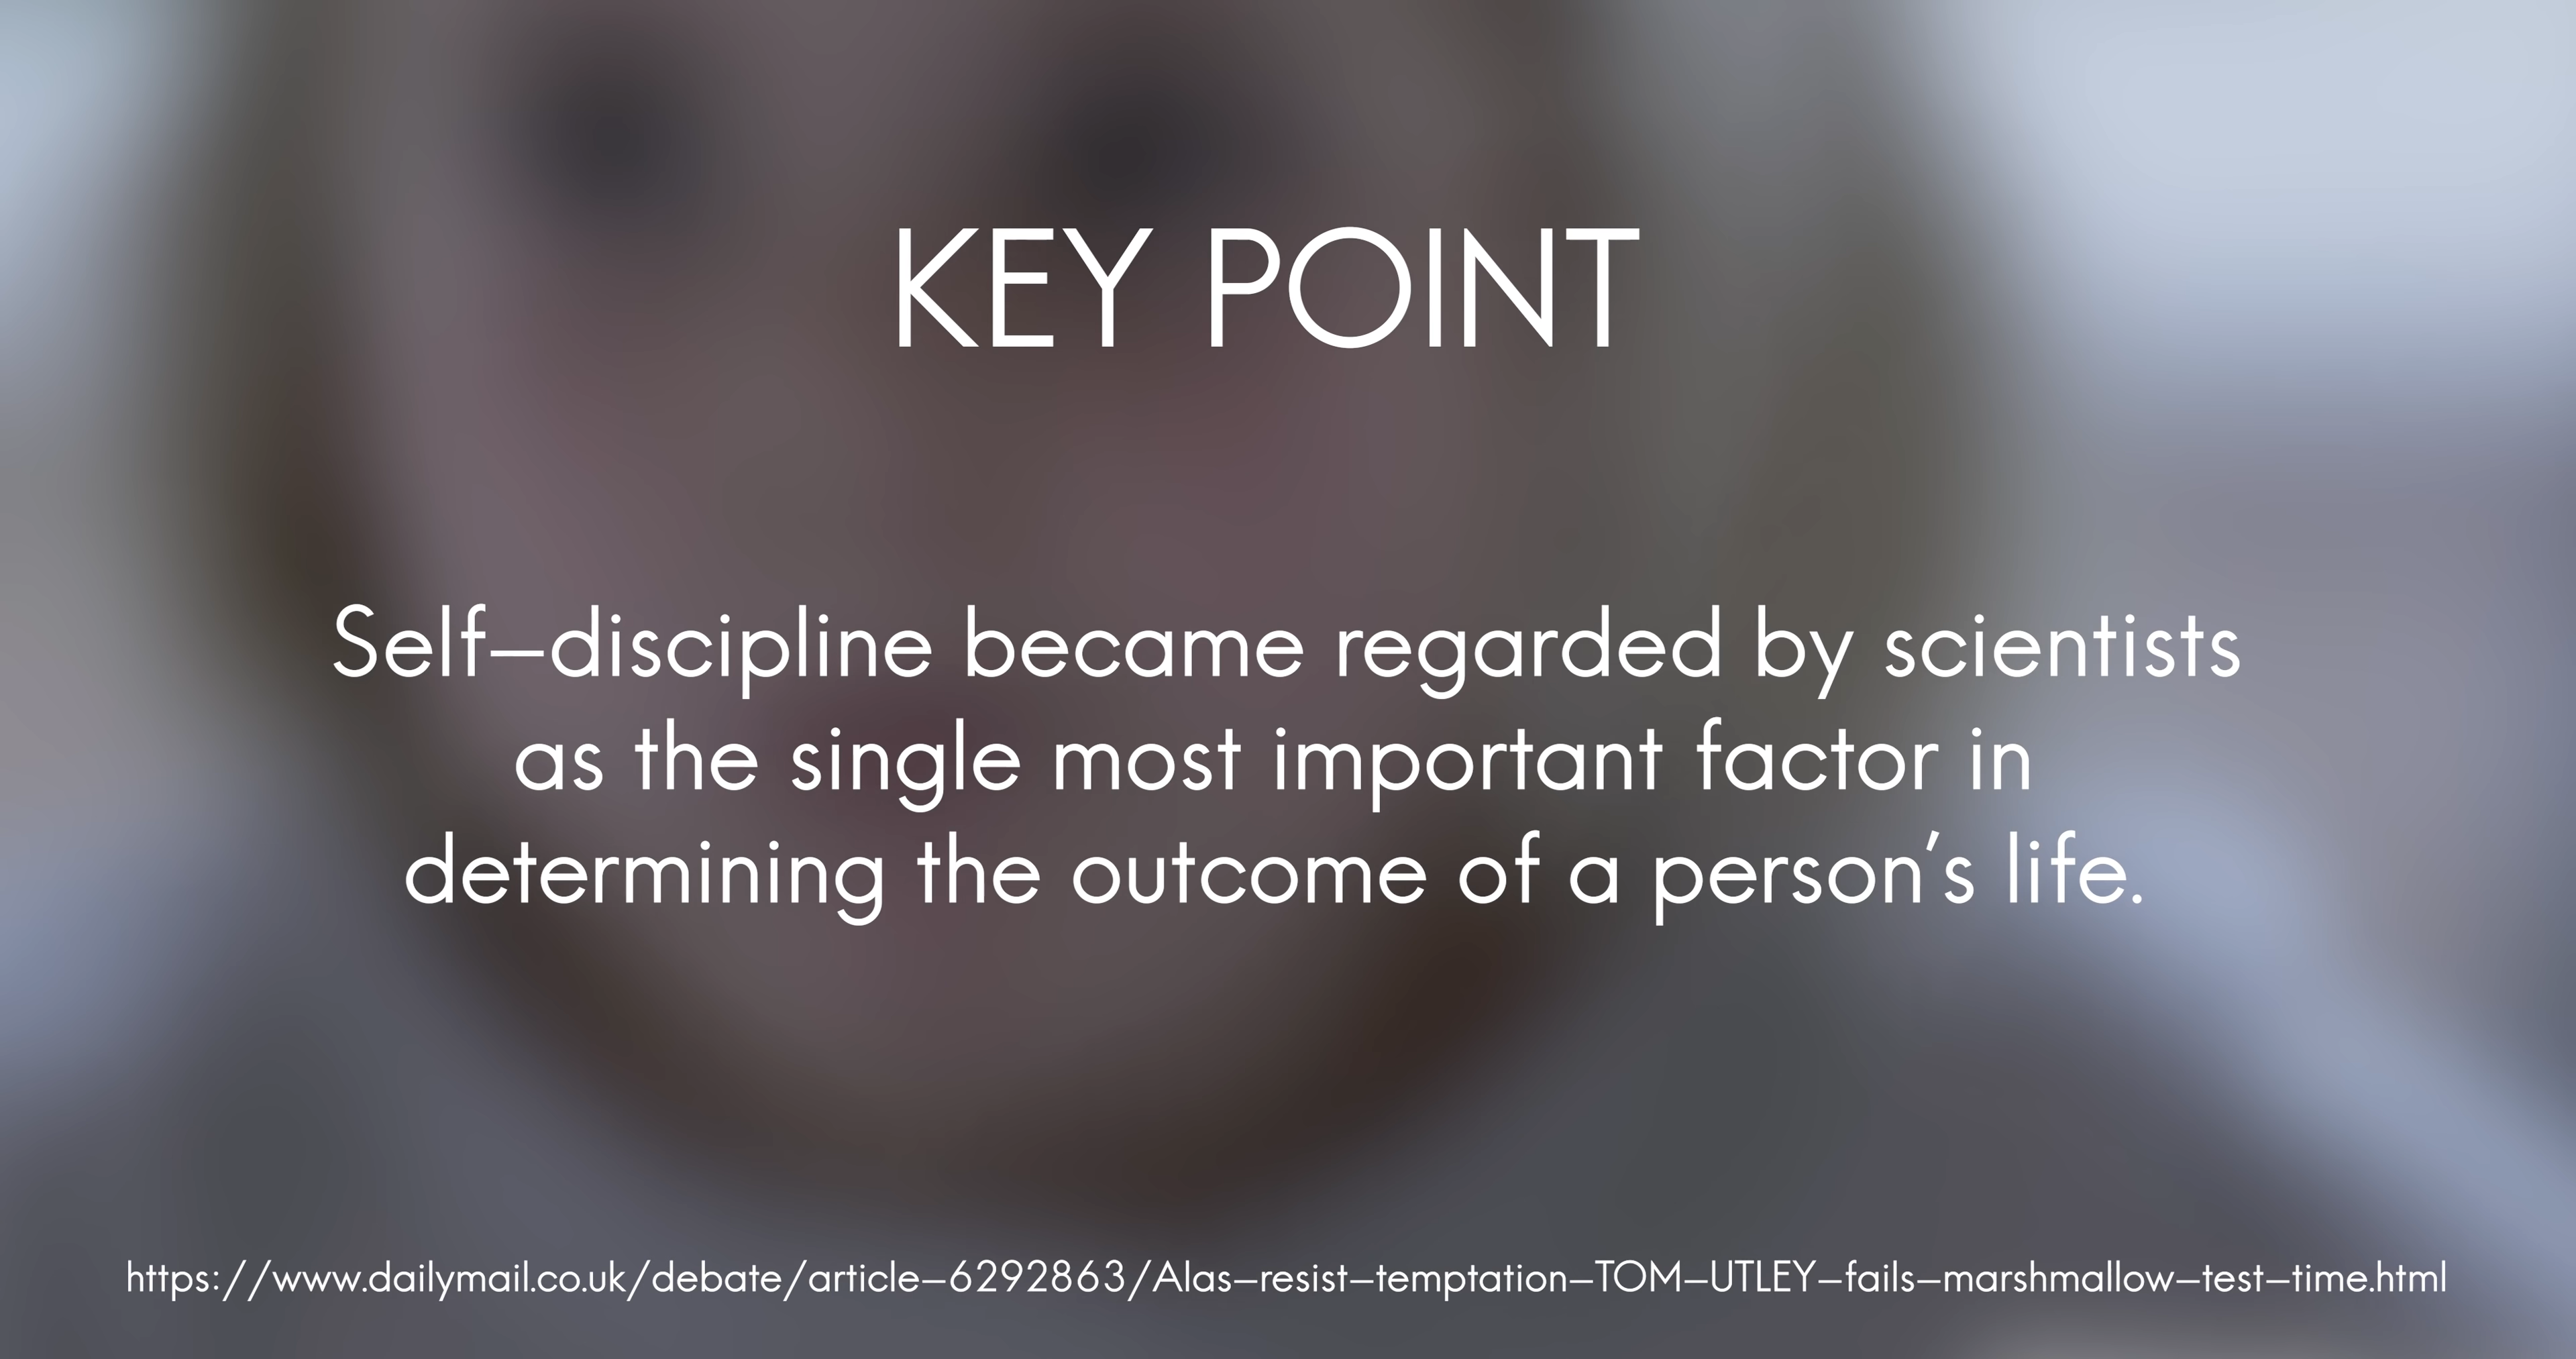 KEY POINT
Self–discipline became regarded by scientists
as the single most important factor in
determining the outcome of a person’s life.
https://www.dailymail.co.uk/debate/article–6292863/Alas–resist–temptation–TOM–UTLEY–fails–marshmallow–test–time.html